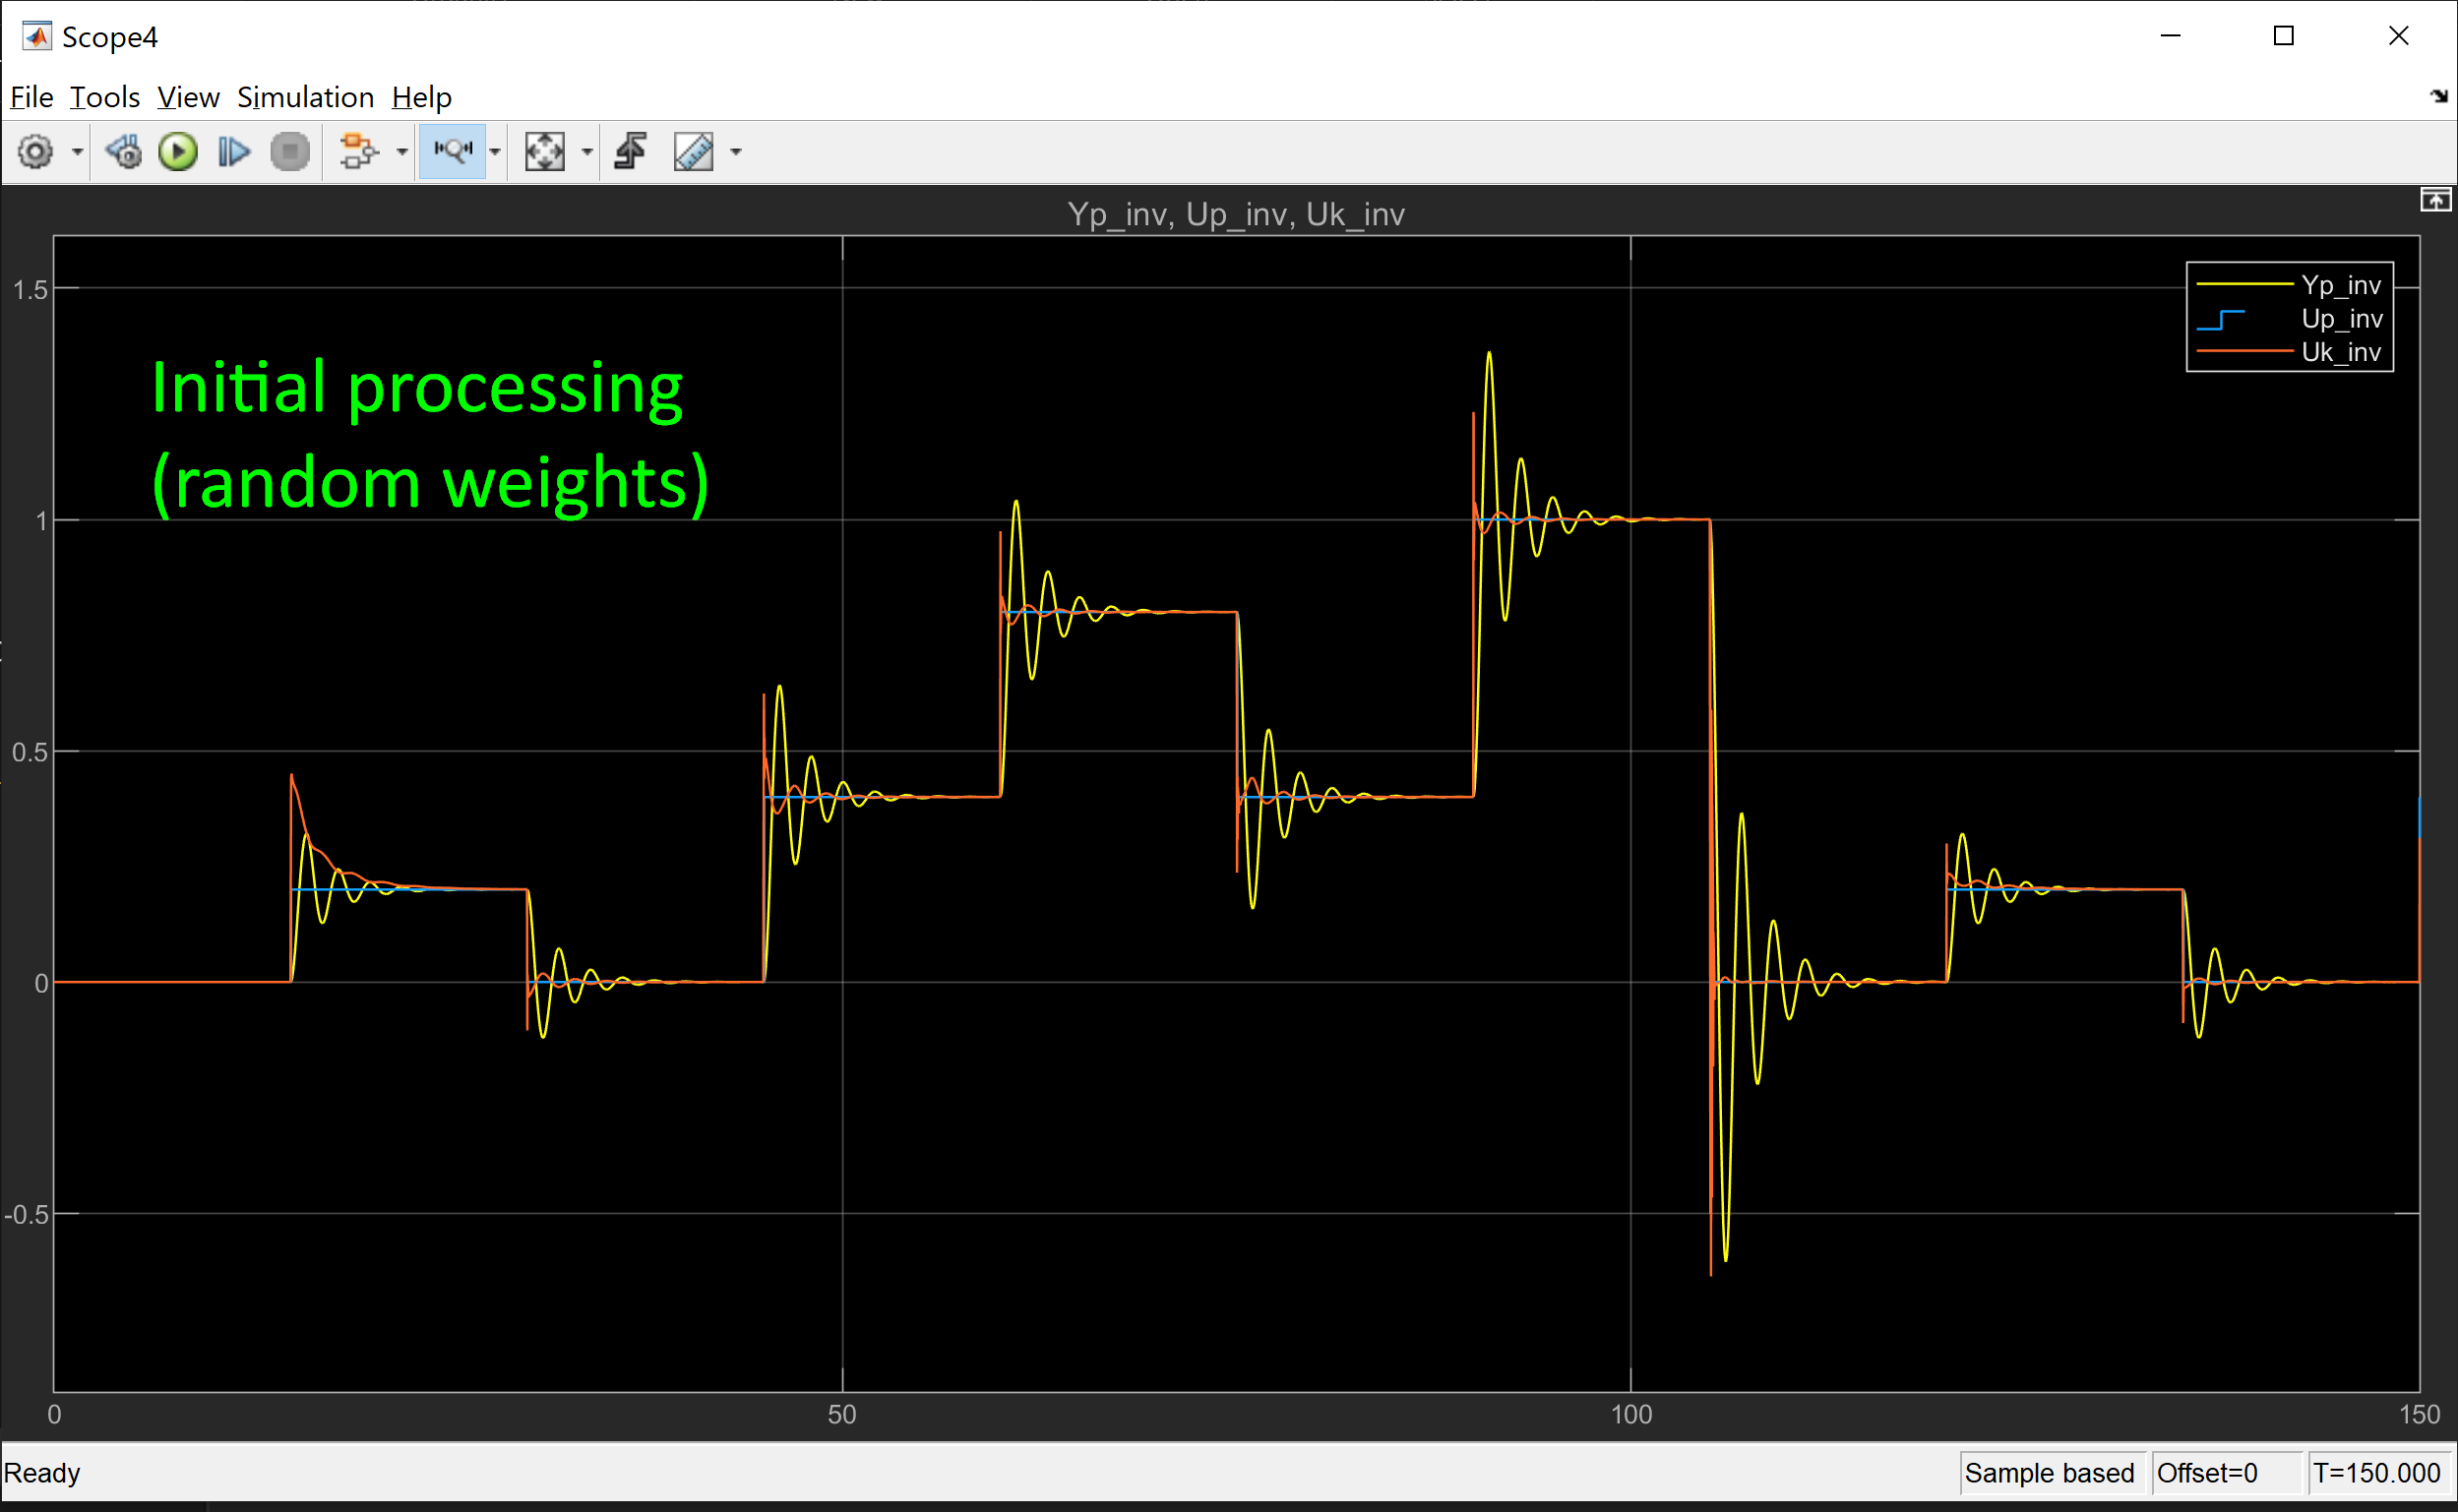 Scope4
File Tools View Simulation Help
Yp_inv, Up_inv, Uk_inv
1.5
1
0.5
0
-0.5
Yp_inv
Up_inv
Uk_inv
Initial processing
(random weights)
0 50 100 150
Ready Sample based Offset=0 T=150.000